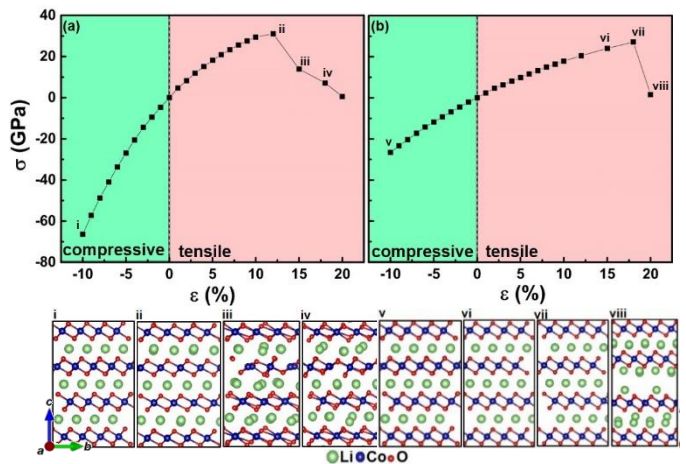 (a)
(b)
40
20
0
-20
-40
-60
-80
σ (GPa)
i
ii
iii
iv
v
vi
vii
viii
compressive
tensile
compressive
tensile
-10 -5 0 5 10 15 20
-10 -5 0 5 10 15 20
ε (%)
ε (%)
i ii iii iv v vi vii viii
c
a b
Li Co O